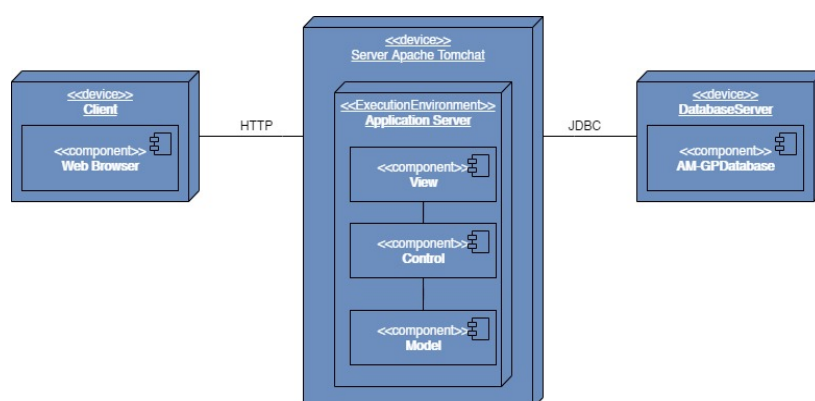 <<device>>
Client
<<component>>
Web Browser
HTTP
<<device>>
Server Apache Tomchat
<<ExecutionEnvironment>>
Application Server
<<component>>
View
<<component>>
Control
<<component>>
Model
JDBC
<<device>>
DatabaseServer
<<component>>
AM-GPDatabase